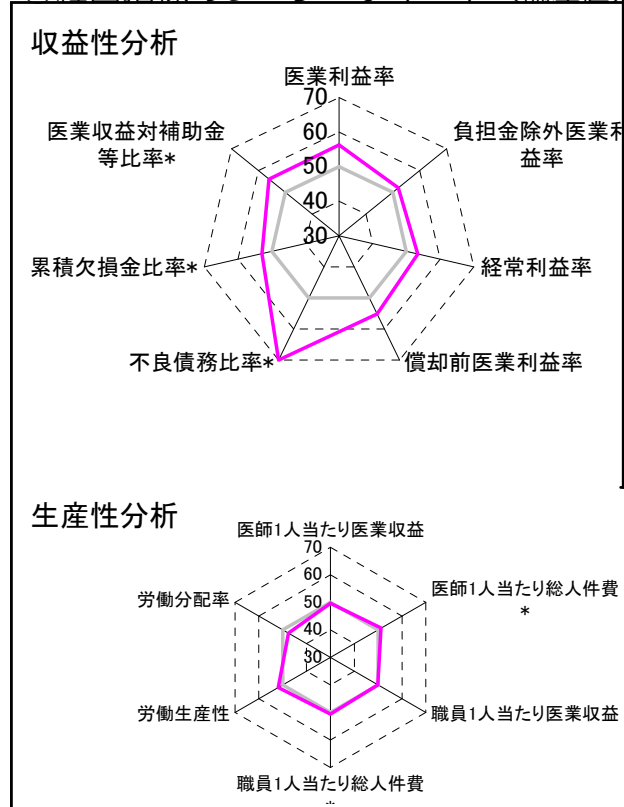 収益性分析
医業利益率
70
60
50
40
30
負担金除外医業利
益率
経常利益率
償却前医業利益率
不良債務比率*
累積欠損金比率*
医業収益対補助金
等比率*
生産性分析
医師1人当たり医業収益
70
60
50
40
30
医師1人当たり総人件費
*
職員1人当たり医業収益
職員1人当たり総人件費
*
労働生産性
労働分配率